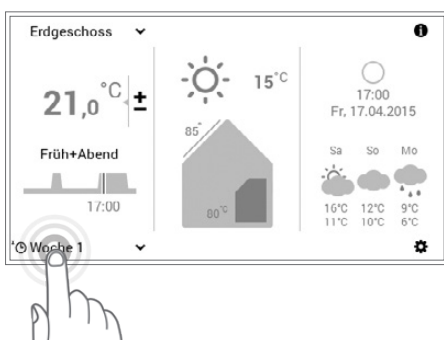 Erdgeschoss
21,0 °C ±
Früh+Abend
17:00
Woche 1
15°C
85°
80°C
17:00
Fr, 17.04.2015
Sa So Mo
16°C 12°C 9°C
11°C 10°C 6°C